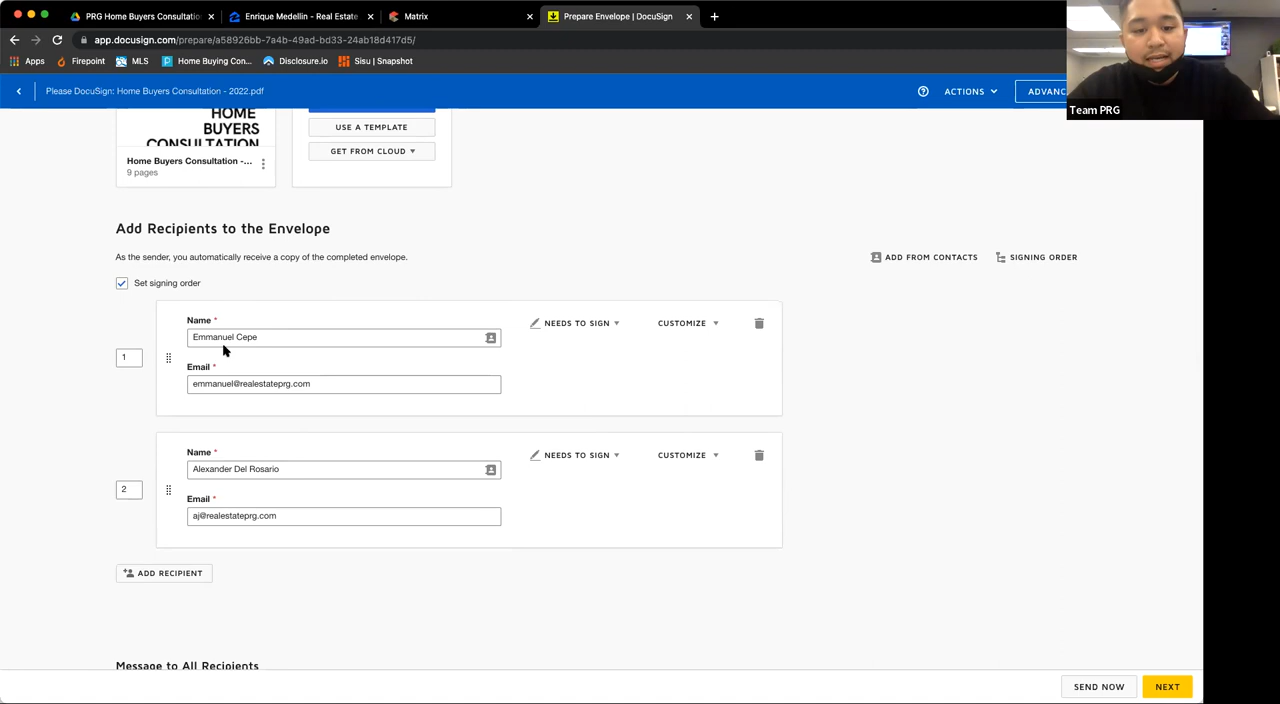 PRG Home Buyers Consultatio
Enrique Medellin - Real Estate
Matrix
Prepare Envelope | DocuSign
app.docusign.com/prepare/a58926bb-7a4b-49ad-bd33-24ab18d417d5/
Apps
Firepoint
MLS
Home Buying Con...
Disclosure.io
Sisu | Snapshot
Please DocuSign: Home Buyers Consultation - 2022.pdf
ACTIONS
ADVANC
Team PRG
HOME
BUYERS
CONSULTATION
USE A TEMPLATE
GET FROM CLOUD
Home Buyers Consultation -...
9 pages
Add Recipients to the Envelope
As the sender, you automatically receive a copy of the completed envelope.
ADD FROM CONTACTS
SIGNING ORDER
Set signing order
1
Name *
Emmanuel Cepe
NEEDS TO SIGN
CUSTOMIZE
Email *
emmanuel@realestateprg.com
2
Name *
Alexander Del Rosario
NEEDS TO SIGN
CUSTOMIZE
Email *
aj@realestateprg.com
ADD RECIPIENT
Message to All Recipients
SEND NOW
NEXT